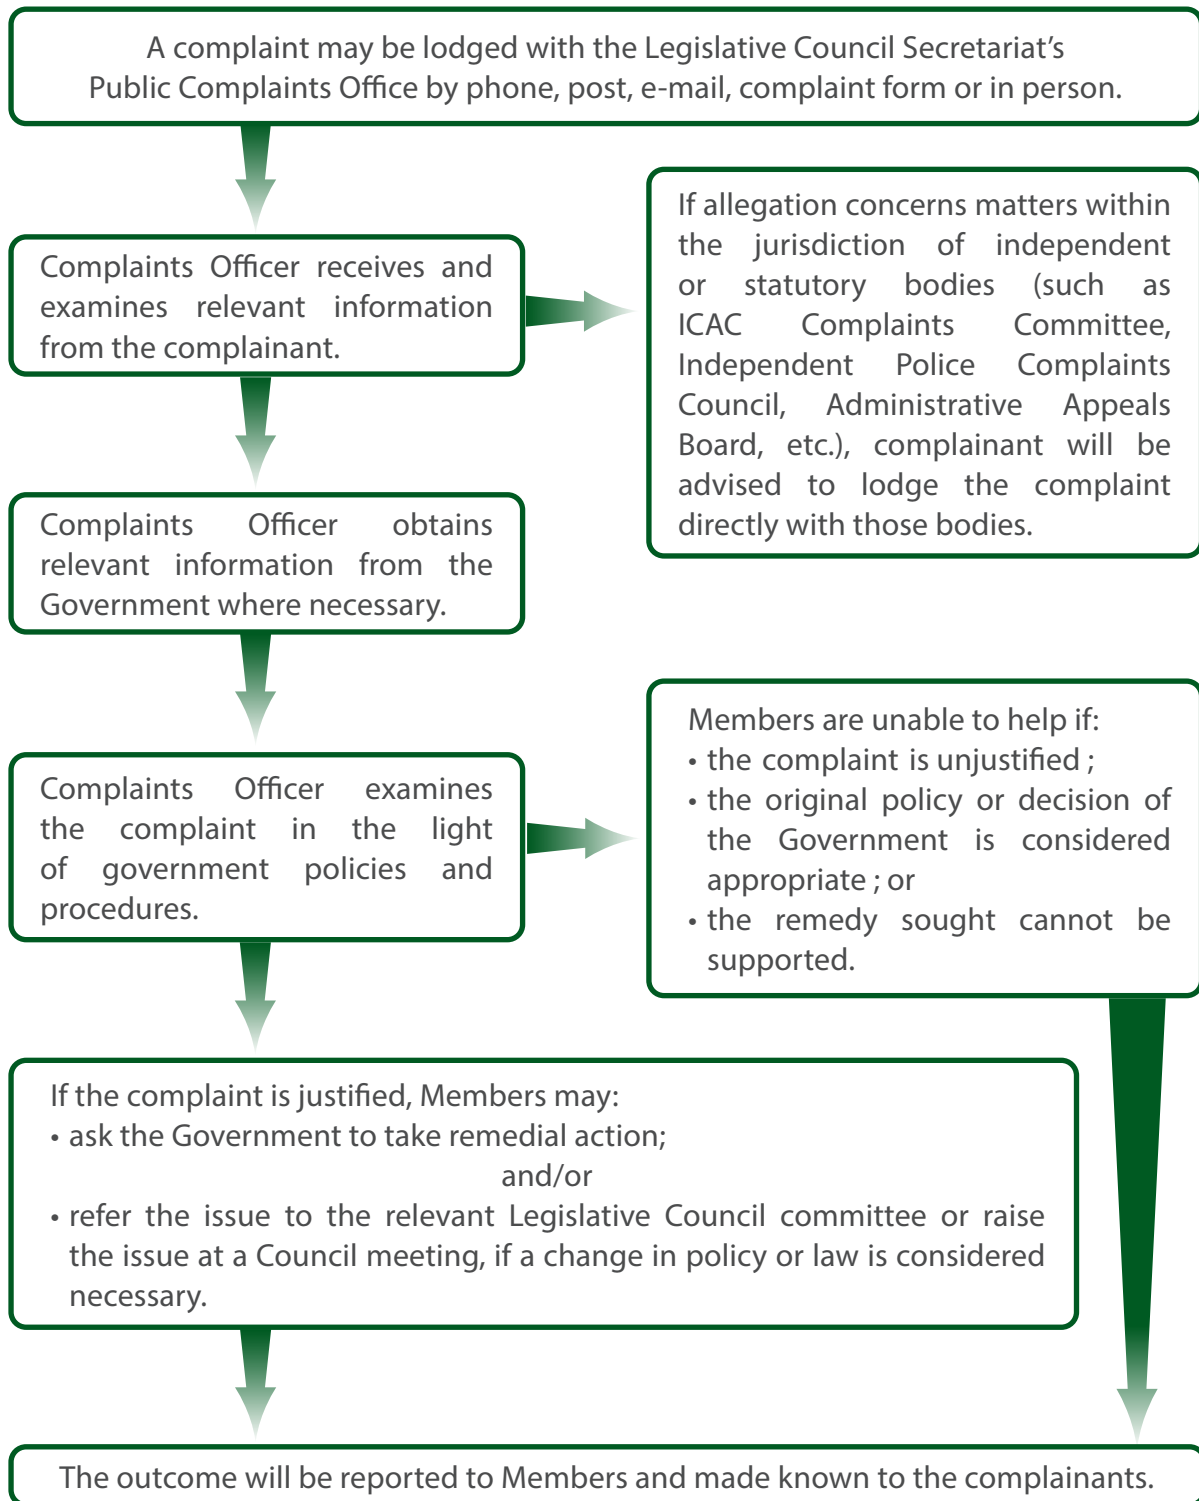 A complaint may be lodged with the Legislative Council Secretariat’s
Public Complaints Office by phone, post, e-mail, complaint form or in person.
Complaints Officer receives and
examines relevant information
from the complainant.
If allegation concerns matters within
the jurisdiction of independent
or statutory bodies (such as
ICAC Complaints Committee,
Independent Police Complaints
Council, Administrative Appeals
Board, etc.), complainant will be
advised to lodge the complaint
directly with those bodies.
Complaints Officer obtains
relevant information from the
Government where necessary.
Complaints Officer examines
the complaint in the light
of government policies and
procedures.
Members are unable to help if:
• the complaint is unjustified ;
• the original policy or decision of
the Government is considered
appropriate ; or
• the remedy sought cannot be
supported.
If the complaint is justified, Members may:
• ask the Government to take remedial action;
and/or
• refer the issue to the relevant Legislative Council committee or raise
the issue at a Council meeting, if a change in policy or law is considered
necessary.
The outcome will be reported to Members and made known to the complainants.